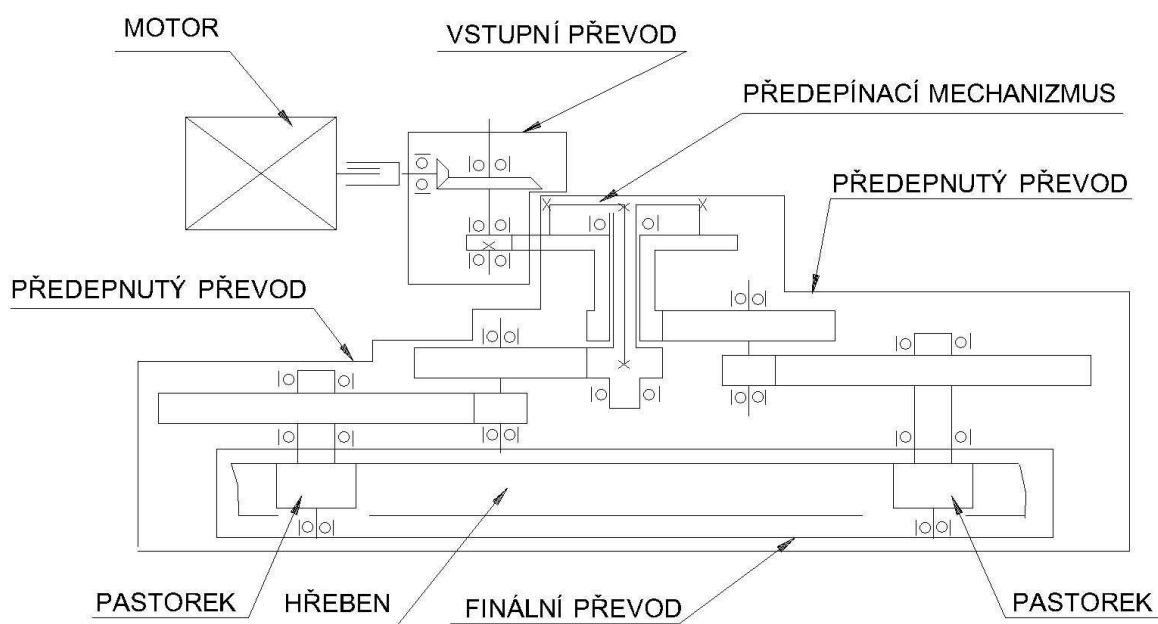 MOTOR
VSTUPNÍ PŘEVOD
PŘEDEPÍNACÍ MECHANIZMUS
PŘEDEPNUTÝ PŘEVOD
PŘEDEPNUTÝ PŘEVOD
PASTOREK
HŘEBEN
FINÁLNÍ PŘEVOD
PASTOREK